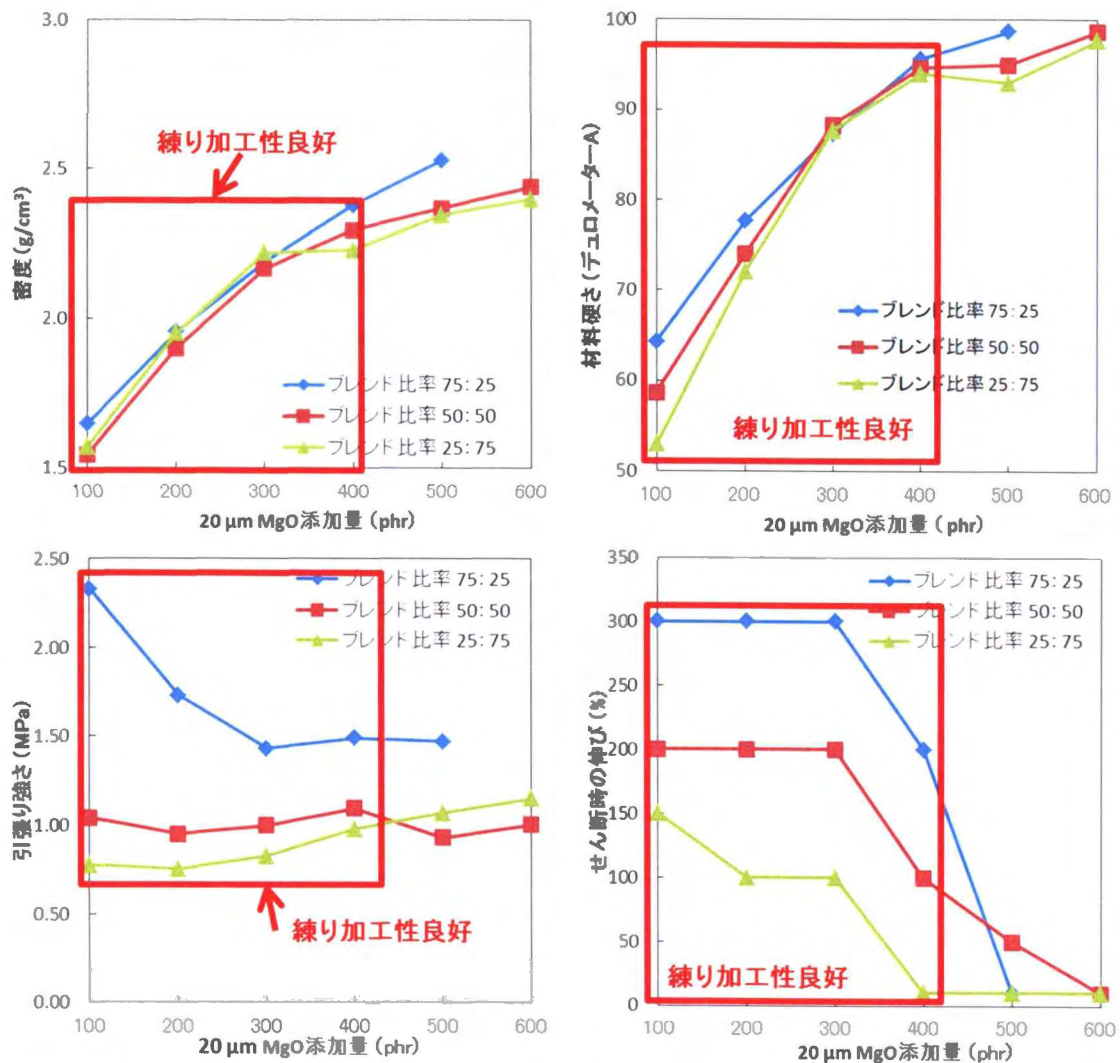 3.0
2.5
2.0
1.5
密度(g/cm³)
練り加工性良好
ブレンド比率 75:25
ブレンド比率 50:50
ブレンド比率 25:75
100 200 300 400 500 600
20 μm MgO添加量(phr)
100
90
80
70
60
50
材料硬さ(デュロメーターA)
ブレンド比率 75:25
ブレンド比率 50:50
ブレンド比率 25:75
練り加工性良好
100 200 300 400 500 600
20 μm MgO添加量(phr)
2.50
2.00
1.50
1.00
0.50
0.00
引張り強さ(MPa)
ブレンド比率 75:25
ブレンド比率 50:50
ブレンド比率 25:75
練り加工性良好
100 200 300 400 500 600
20 μm MgO添加量(phr)
350
300
250
200
150
100
50
0
せん断時の伸び(%)
ブレンド比率 75:25
ブレンド比率 50:50
ブレンド比率 25:75
練り加工性良好
100 200 300 400 500 600
20 μm MgO添加量(phr)